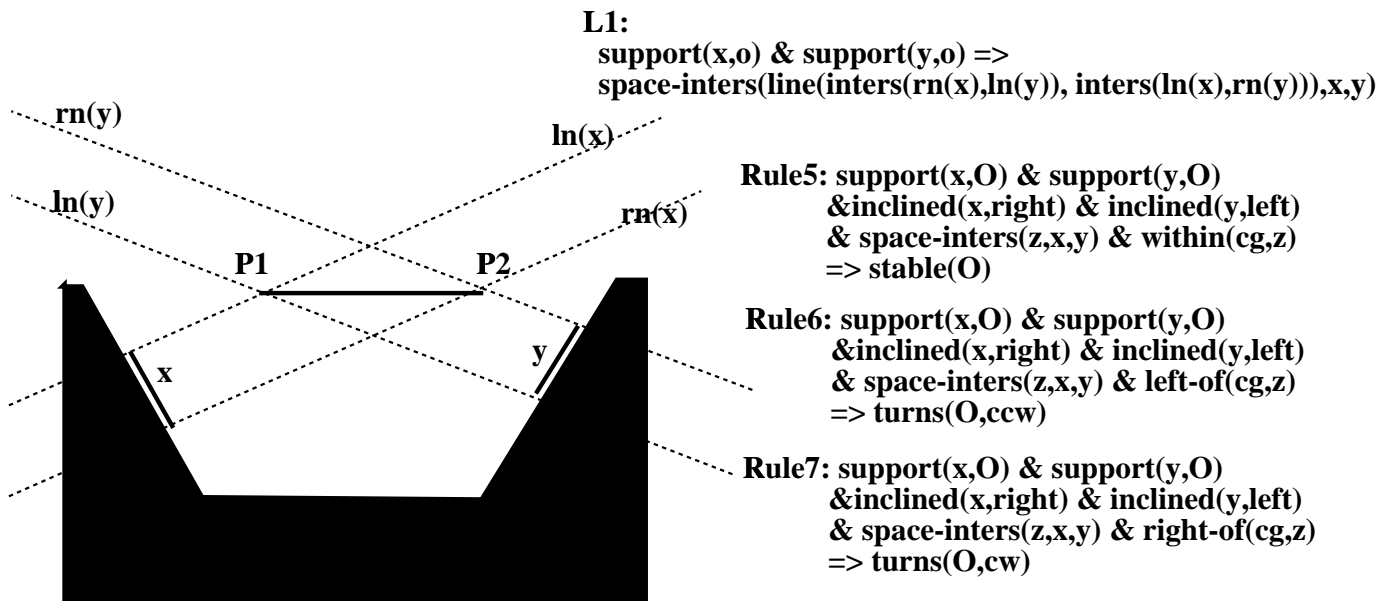 L1:
support(x,o) & support(y,o) =>
space-inters(line(inters(rn(x),ln(y)), inters(ln(x),rn(y))),x,y)
rn(y)
ln(x)
ln(y)
rn(x)
P1
P2
x
y
Rule5: support(x,O) & support(y,O)
&inclined(x,right) & inclined(y,left)
& space-inters(z,x,y) & within(cg,z)
=> stable(O)
Rule6: support(x,O) & support(y,O)
&inclined(x,right) & inclined(y,left)
& space-inters(z,x,y) & left-of(cg,z)
=> turns(O,ccw)
Rule7: support(x,O) & support(y,O)
&inclined(x,right) & inclined(y,left)
& space-inters(z,x,y) & right-of(cg,z)
=> turns(O,cw)